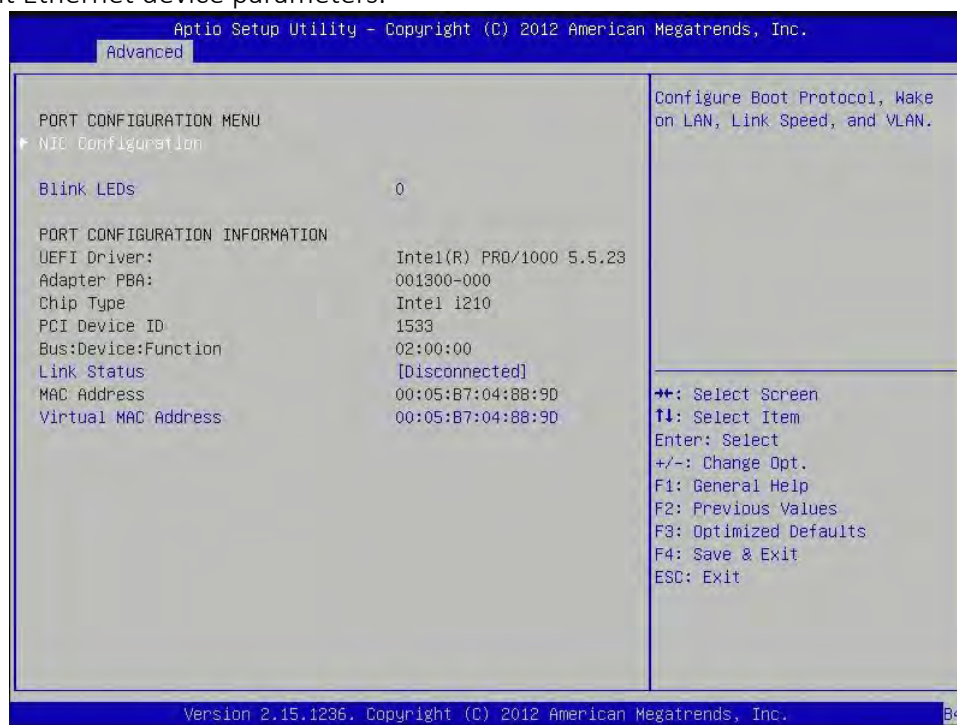 t Ethernet device parameters.
Aptio Setup Utility - Copyright (C) 2012 American Megatrends, Inc.
Advanced
PORT CONFIGURATION MENU
NIC Configuration
Blink LEDs 0
PORT CONFIGURATION INFORMATION
UEFI Driver: Intel(R) PRO/1000 5.5.23
Adapter PBA: 001300-000
Chip Type Intel i210
PCI Device ID 1533
Bus:Device:Function 02:00:00
Link Status [Disconnected]
MAC Address 00:05:B7:04:88:9D
Virtual MAC Address 00:05:B7:04:88:9D
Configure Boot Protocol, Wake
on LAN, Link Speed, and VLAN.
→←: Select Screen
↑↓: Select Item
Enter: Select
+/-: Change Opt.
F1: General Help
F2: Previous Values
F3: Optimized Defaults
F4: Save & Exit
ESC: Exit
Version 2.15.1236. Copyright (C) 2012 American Megatrends, Inc.